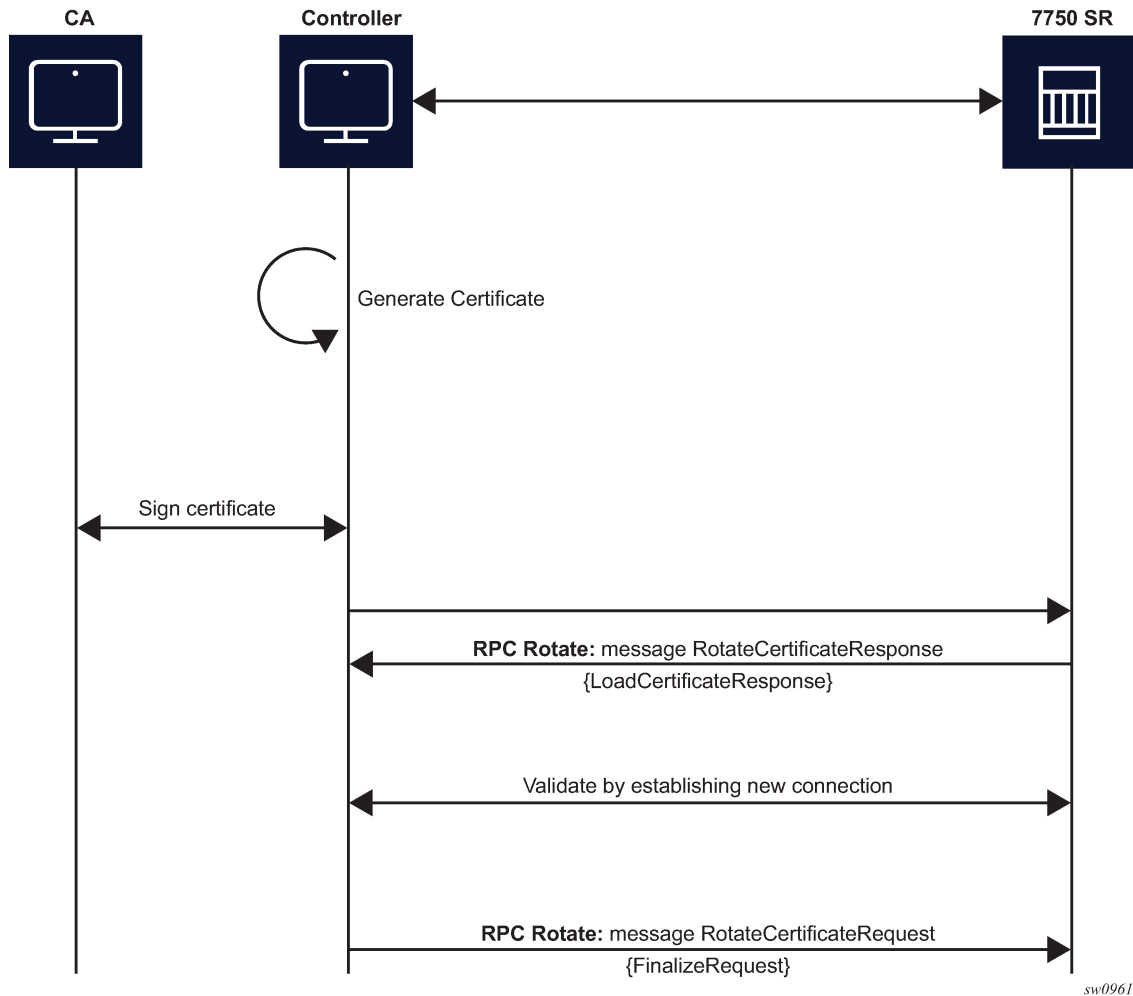 CA
Controller
7750 SR
Generate Certificate
Sign certificate
RPC Rotate: message RotateCertificateResponse
{LoadCertificateResponse}
Validate by establishing new connection
RPC Rotate: message RotateCertificateRequest
{FinalizeRequest}
sw0961